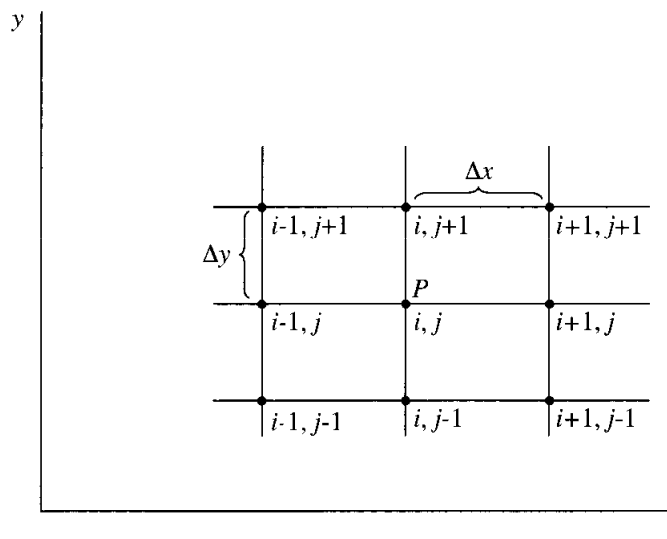 y
Δx
i-1, j+1 i, j+1 i+1, j+1
Δy
P
i-1, j i, j i+1, j
i-1, j-1 i, j-1 i+1, j-1